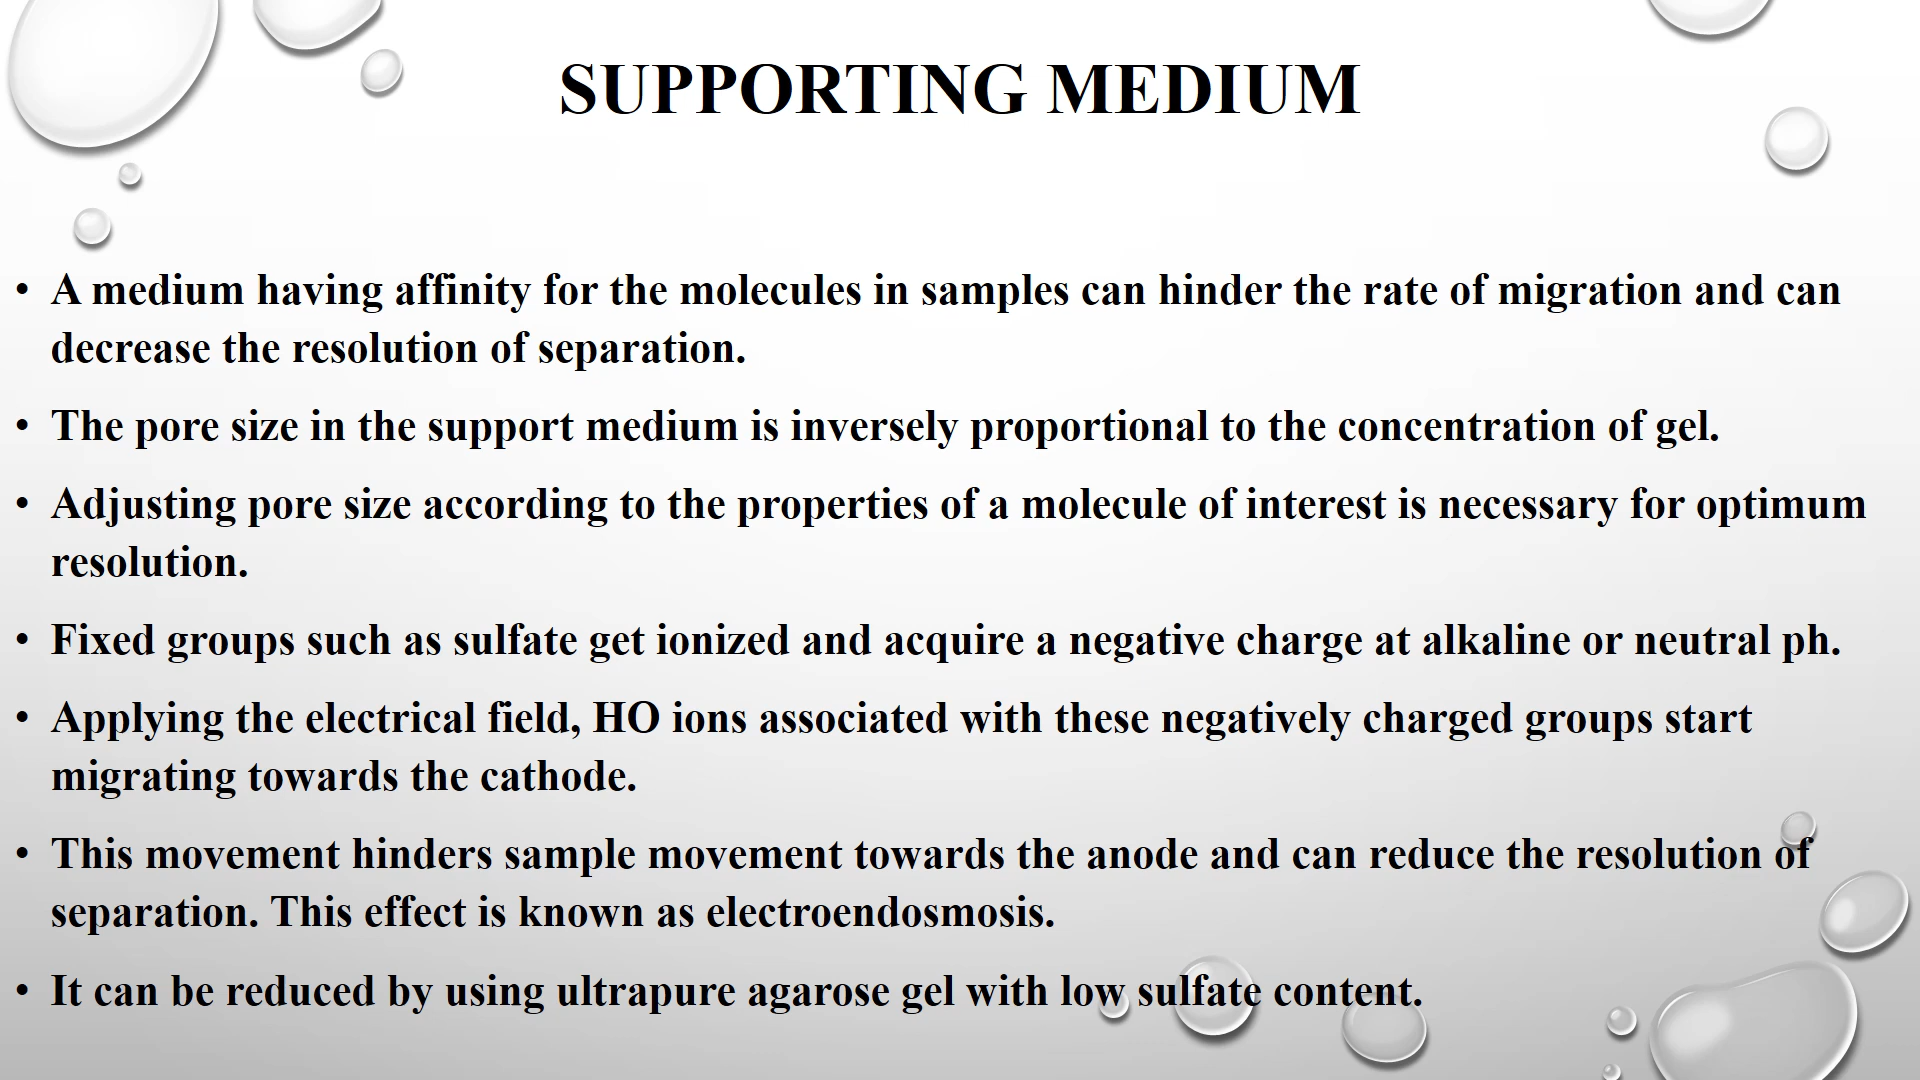 SUPPORTING MEDIUM
• A medium having affinity for the molecules in samples can hinder the rate of migration and can
decrease the resolution of separation.
• The pore size in the support medium is inversely proportional to the concentration of gel.
• Adjusting pore size according to the properties of a molecule of interest is necessary for optimum
resolution.
• Fixed groups such as sulfate get ionized and acquire a negative charge at alkaline or neutral ph.
• Applying the electrical field, HO ions associated with these negatively charged groups start
migrating towards the cathode.
• This movement hinders sample movement towards the anode and can reduce the resolution of
separation. This effect is known as electroendosmosis.
• It can be reduced by using ultrapure agarose gel with low sulfate content.